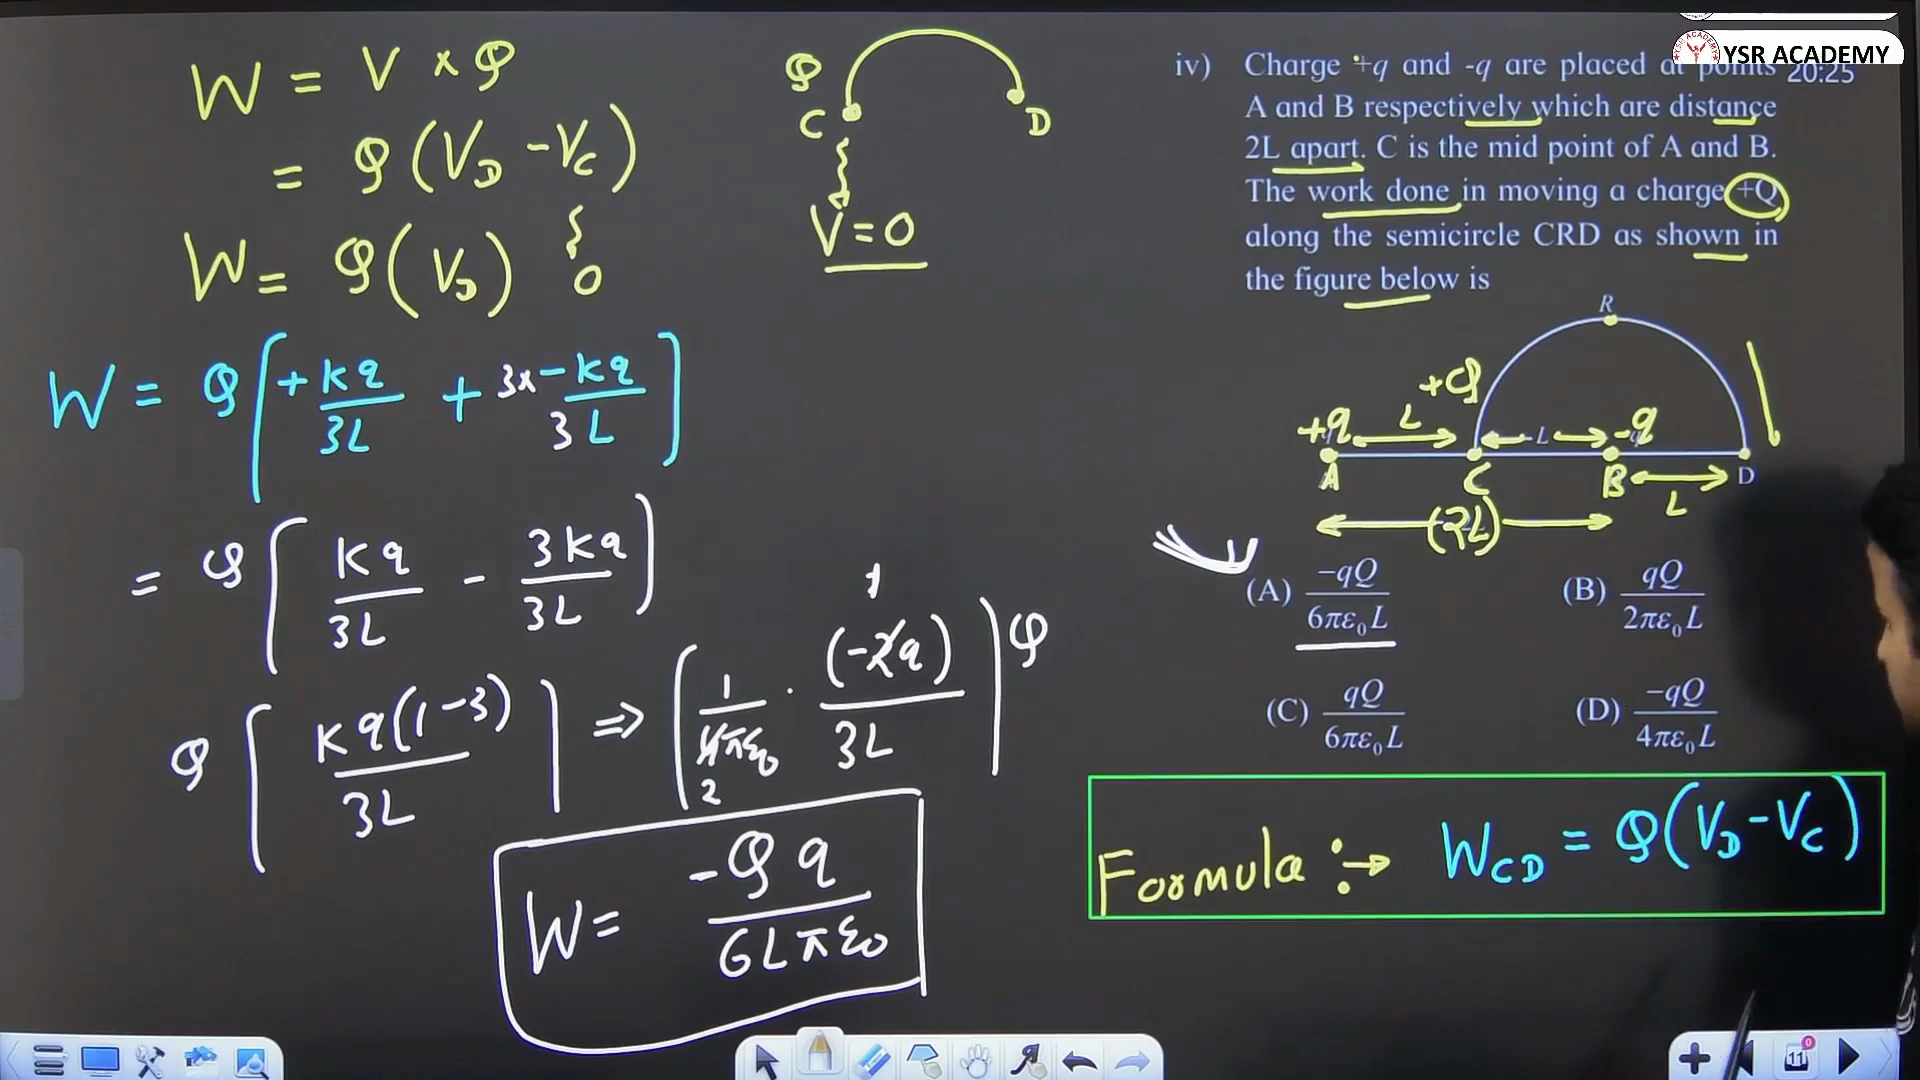 W = V × Q
= Q (V_D - V_C)
W = Q (V_D)
0
Q
C
D
V = 0
W = Q [ + Kq/3L + 3× -Kq/3L ]
= Q [ Kq/3L - 3Kq/3L ]
Q [ Kq(1-3)/3L ] ⇒ [ 1/4πε₀ · (-2q)/3L ] Q
1
2
W = -Qq/6Lπε₀
YSR ACADEMY
20:25
iv) Charge +q and -q are placed at points
A and B respectively which are distance
2L apart. C is the mid point of A and B.
The work done in moving a charge +Q
along the semicircle CRD as shown in
the figure below is
R
+Q
+q L L -q
A C B L D
(2L)
(A) -qQ/6πε₀L (B) qQ/2πε₀L
(C) qQ/6πε₀L (D) -qQ/4πε₀L
Formula :→ W_CD = Q(V_D - V_C)
11
0